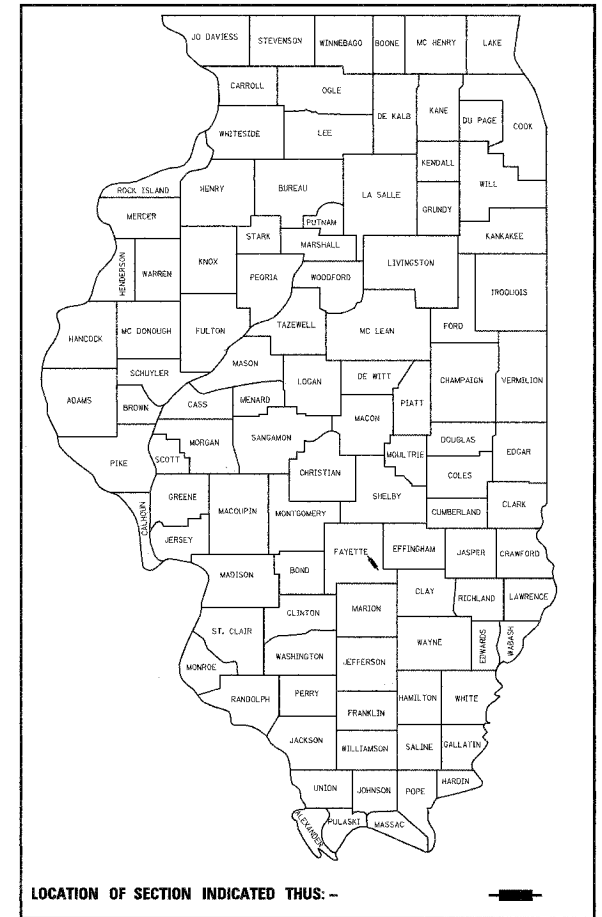 JO DAVIESS
STEVENSON
WINNEBAGO
BOONE
MC HENRY
LAKE
CARROLL
OGLE
DE KALB
KANE
DU PAGE
COOK
WHITESIDE
LEE
KENDALL
WILL
ROCK ISLAND
HENRY
BUREAU
LA SALLE
GRUNDY
MERCER
PUTNAM
KANKAKEE
STARK
MARSHALL
HENDERSON
WARREN
KNOX
PEORIA
WOODFORD
LIVINGSTON
IROQUOIS
HANCOCK
MC DONOUGH
FULTON
TAZEWELL
MC LEAN
FORD
SCHUYLER
MASON
LOGAN
DE WITT
CHAMPAIGN
VERMILION
ADAMS
BROWN
CASS
MENARD
MACON
PIATT
MORGAN
SANGAMON
DOUGLAS
PIKE
SCOTT
CHRISTIAN
MOULTRIE
EDGAR
COLES
GREENE
MACOUPIN
MONTGOMERY
SHELBY
CUMBERLAND
CLARK
CALHOUN
JERSEY
FAYETTE
EFFINGHAM
JASPER
CRAWFORD
MADISON
BOND
CLAY
RICHLAND
LAWRENCE
CLINTON
MARION
ST. CLAIR
WAYNE
EDWARDS
WABASH
WASHINGTON
JEFFERSON
MONROE
RANDOLPH
PERRY
HAMILTON
WHITE
FRANKLIN
JACKSON
WILLIAMSON
SALINE
GALLATIN
UNION
JOHNSON
POPE
HARDIN
ALEXANDER
PULASKI
MASSAC
LOCATION OF SECTION INDICATED THUS: -